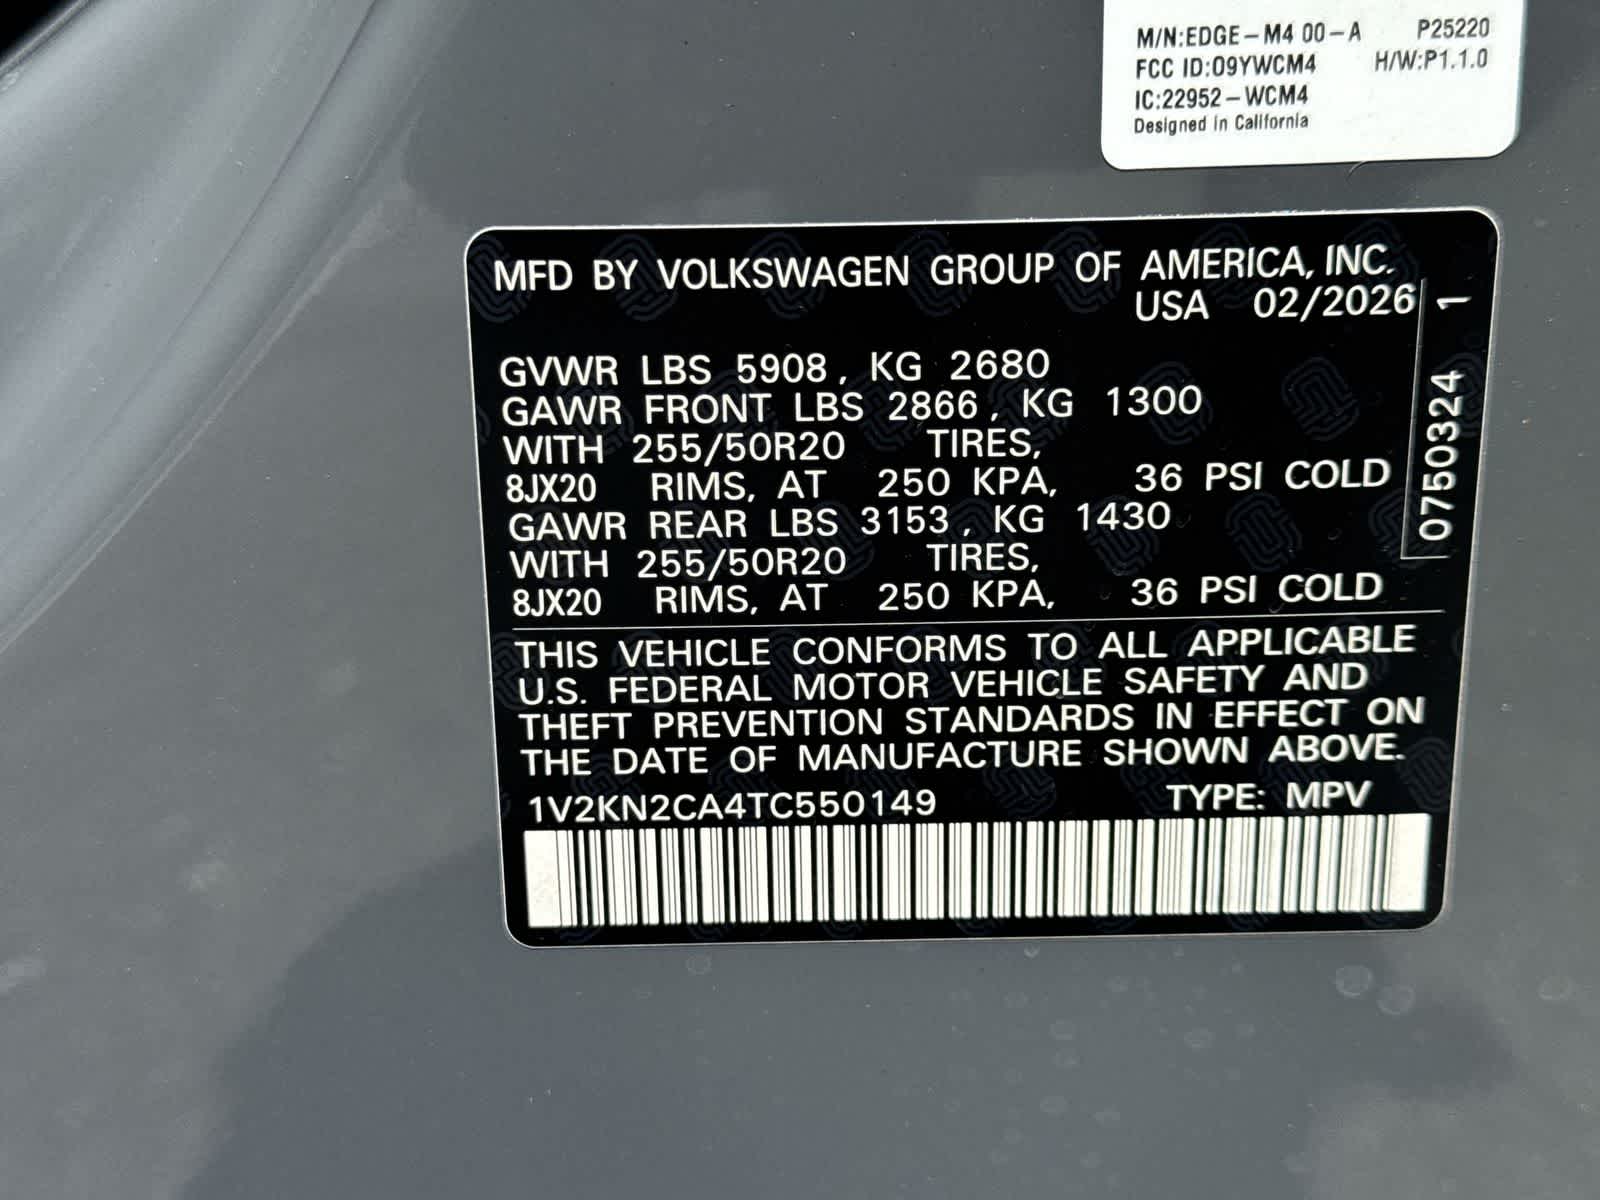 M/N:EDGE-M4 00-A P25220
FCC ID:O9YWCM4 H/W:P1.1.0
IC:22952-WCM4
Designed in California
MFD BY VOLKSWAGEN GROUP OF AMERICA, INC.
USA 02/2026
GVWR LBS 5908, KG 2680
GAWR FRONT LBS 2866, KG 1300
WITH 255/50R20 TIRES,
8JX20 RIMS, AT 250 KPA, 36 PSI COLD
GAWR REAR LBS 3153, KG 1430
WITH 255/50R20 TIRES,
8JX20 RIMS, AT 250 KPA, 36 PSI COLD
0750324 1
THIS VEHICLE CONFORMS TO ALL APPLICABLE
U.S. FEDERAL MOTOR VEHICLE SAFETY AND
THEFT PREVENTION STANDARDS IN EFFECT ON
THE DATE OF MANUFACTURE SHOWN ABOVE.
1V2KN2CA4TC550149 TYPE: MPV